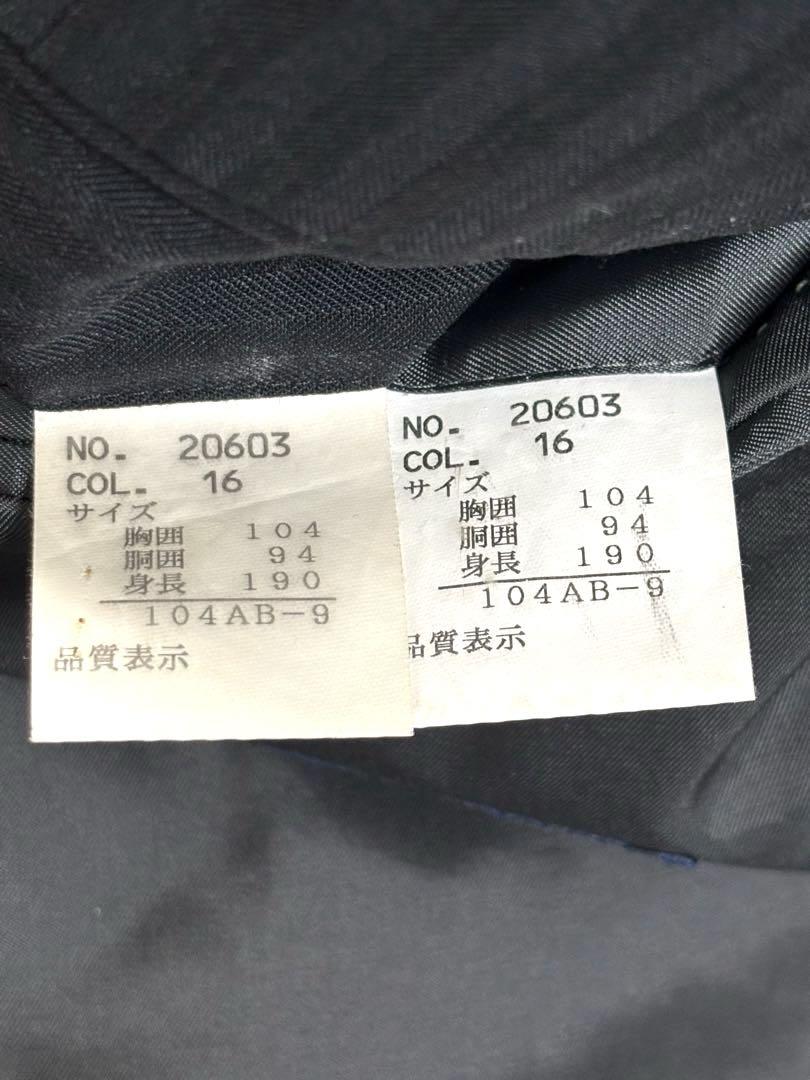 NO. 20603
COL. 16
サイズ
胸囲 104
胴囲 94
身長 190
104AB-9
品質表示
NO. 20603
COL. 16
サイズ
胸囲 104
胴囲 94
身長 190
104AB-9
品質表示